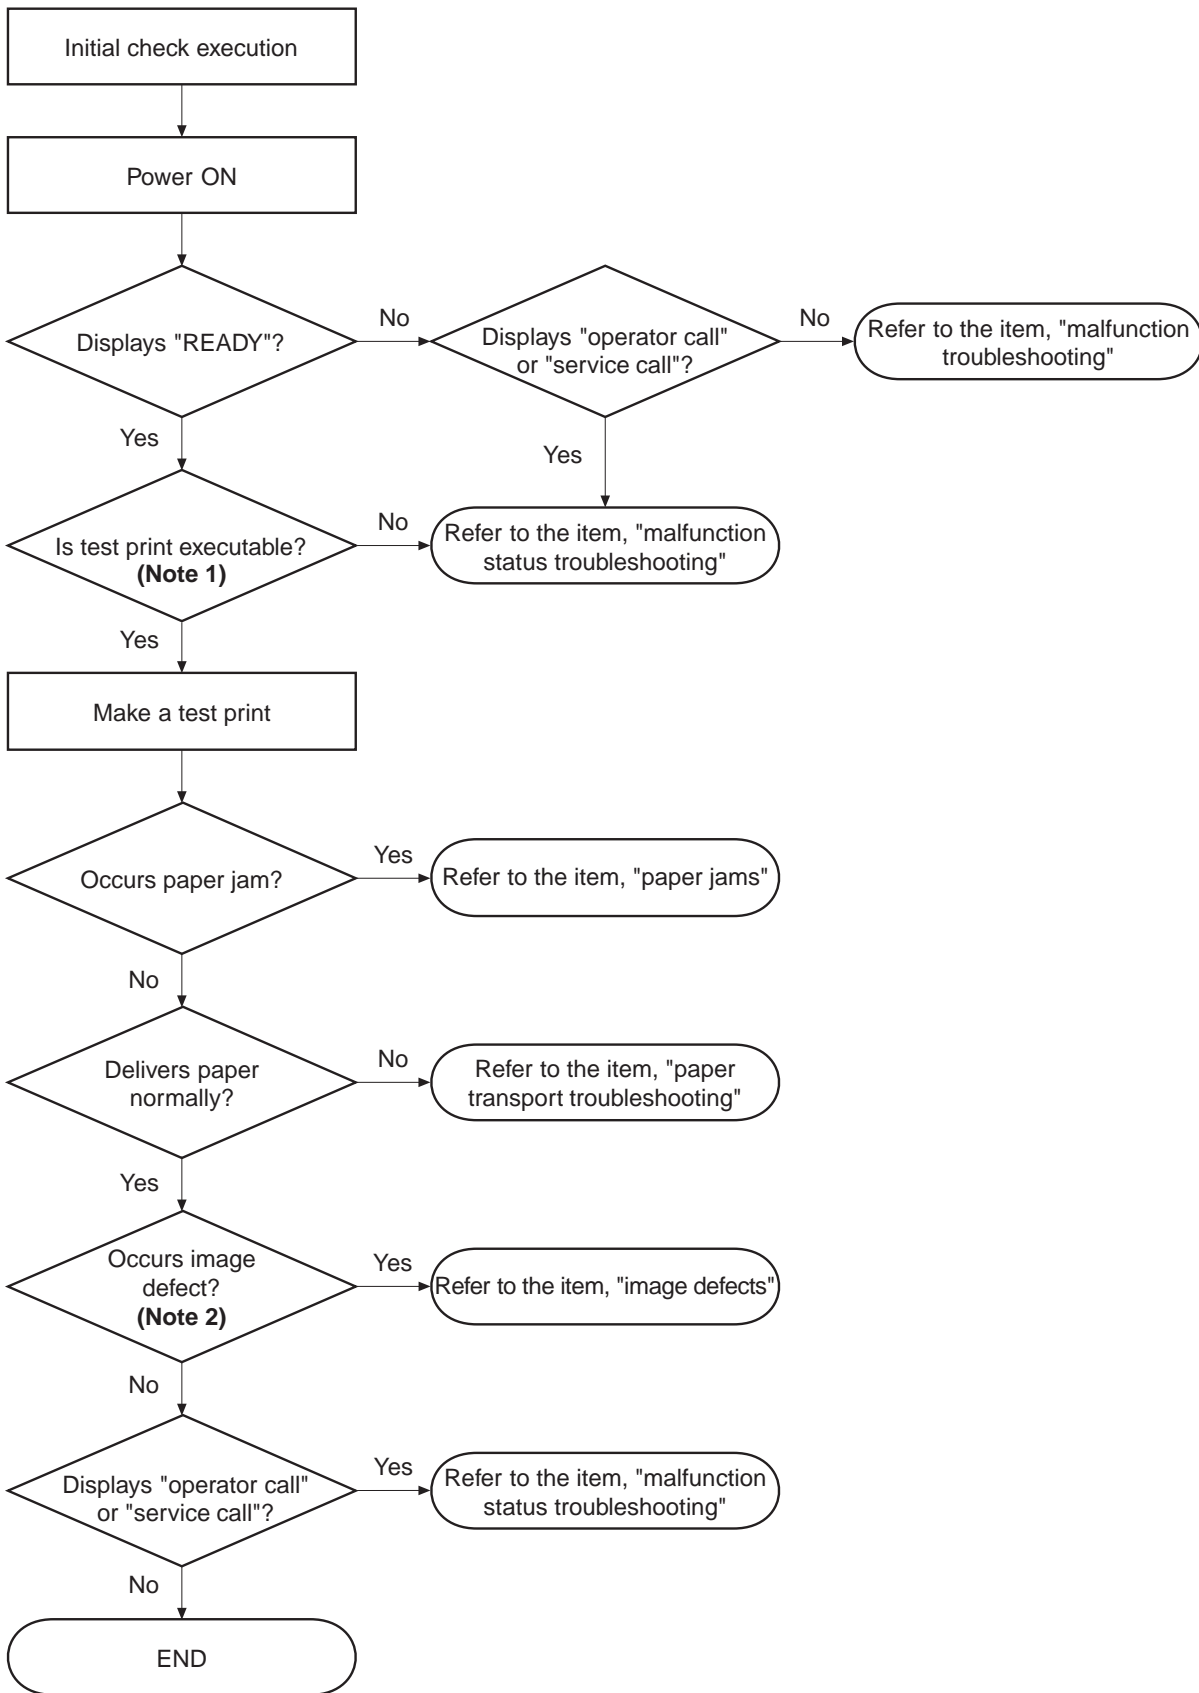 Initial check execution
Power ON
Displays "READY"?
No
Displays "operator call"
or "service call"?
No
Refer to the item, "malfunction
troubleshooting"
Yes
Yes
Is test print executable?
(Note 1)
No
Refer to the item, "malfunction
status troubleshooting"
Yes
Make a test print
Occurs paper jam?
Yes
Refer to the item, "paper jams"
No
Delivers paper
normally?
No
Refer to the item, "paper
transport troubleshooting"
Yes
Occurs image
defect?
(Note 2)
Yes
Refer to the item, "image defects"
No
Displays "operator call"
or "service call"?
Yes
Refer to the item, "malfunction
status troubleshooting"
No
END